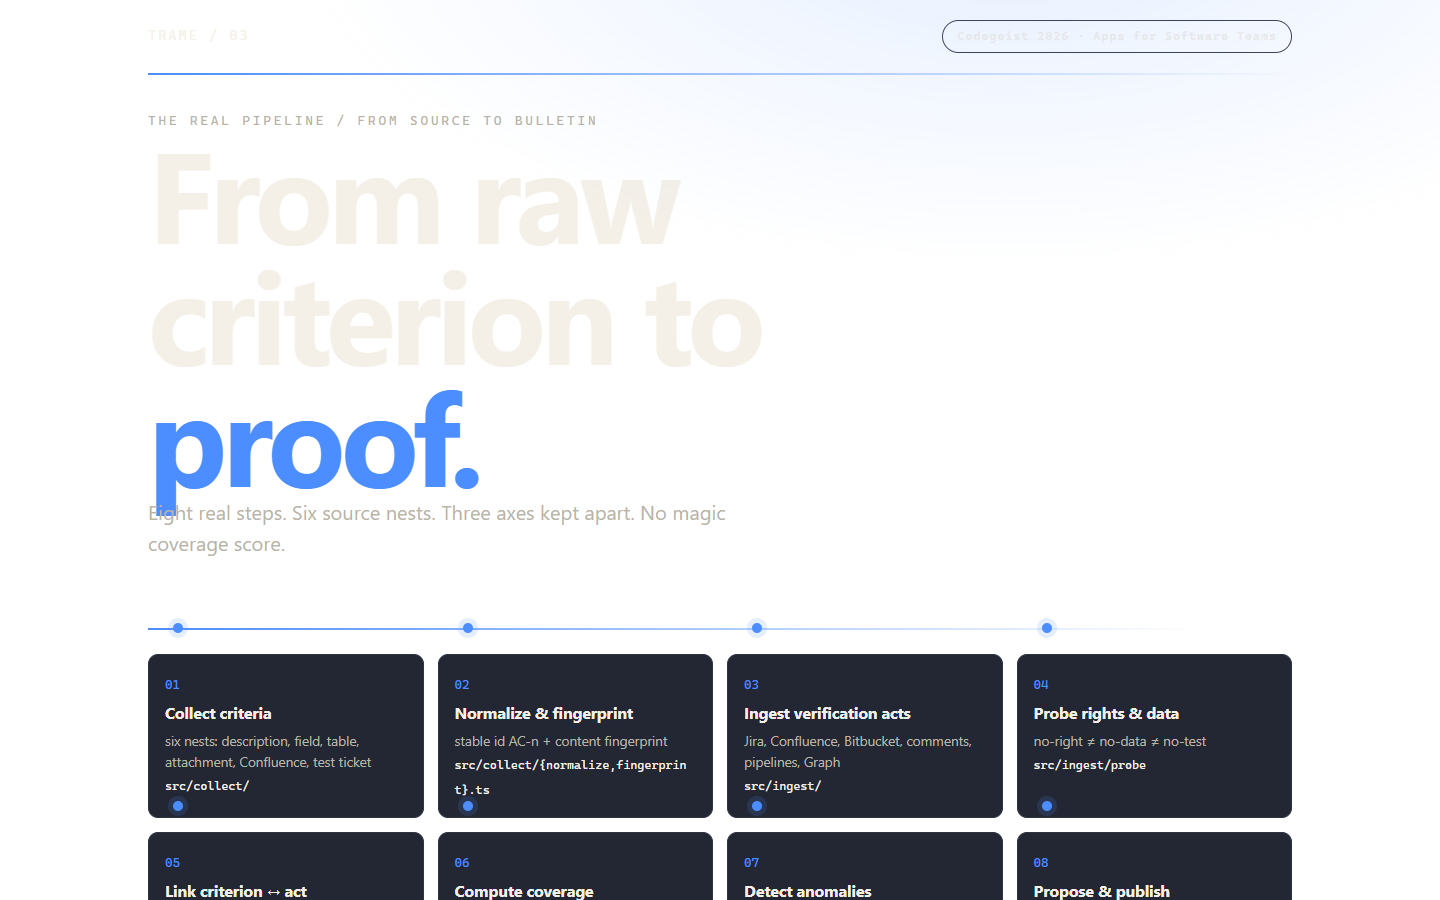 TRAME / 03
Codegeist 2026 · Apps for Software Teams
THE REAL PIPELINE / FROM SOURCE TO BULLETIN
From raw
criterion to
proof.
Eight real steps. Six source nests. Three axes kept apart. No magic
coverage score.
01
Collect criteria
six nests: description, field, table,
attachment, Confluence, test ticket
src/collect/
02
Normalize & fingerprint
stable id AC-n + content fingerprint
src/collect/{normalize,fingerprin
t}.ts
03
Ingest verification acts
Jira, Confluence, Bitbucket, comments,
pipelines, Graph
src/ingest/
04
Probe rights & data
no-right ≠ no-data ≠ no-test
src/ingest/probe
05
Link criterion ↔ act
06
Compute coverage
07
Detect anomalies
08
Propose & publish